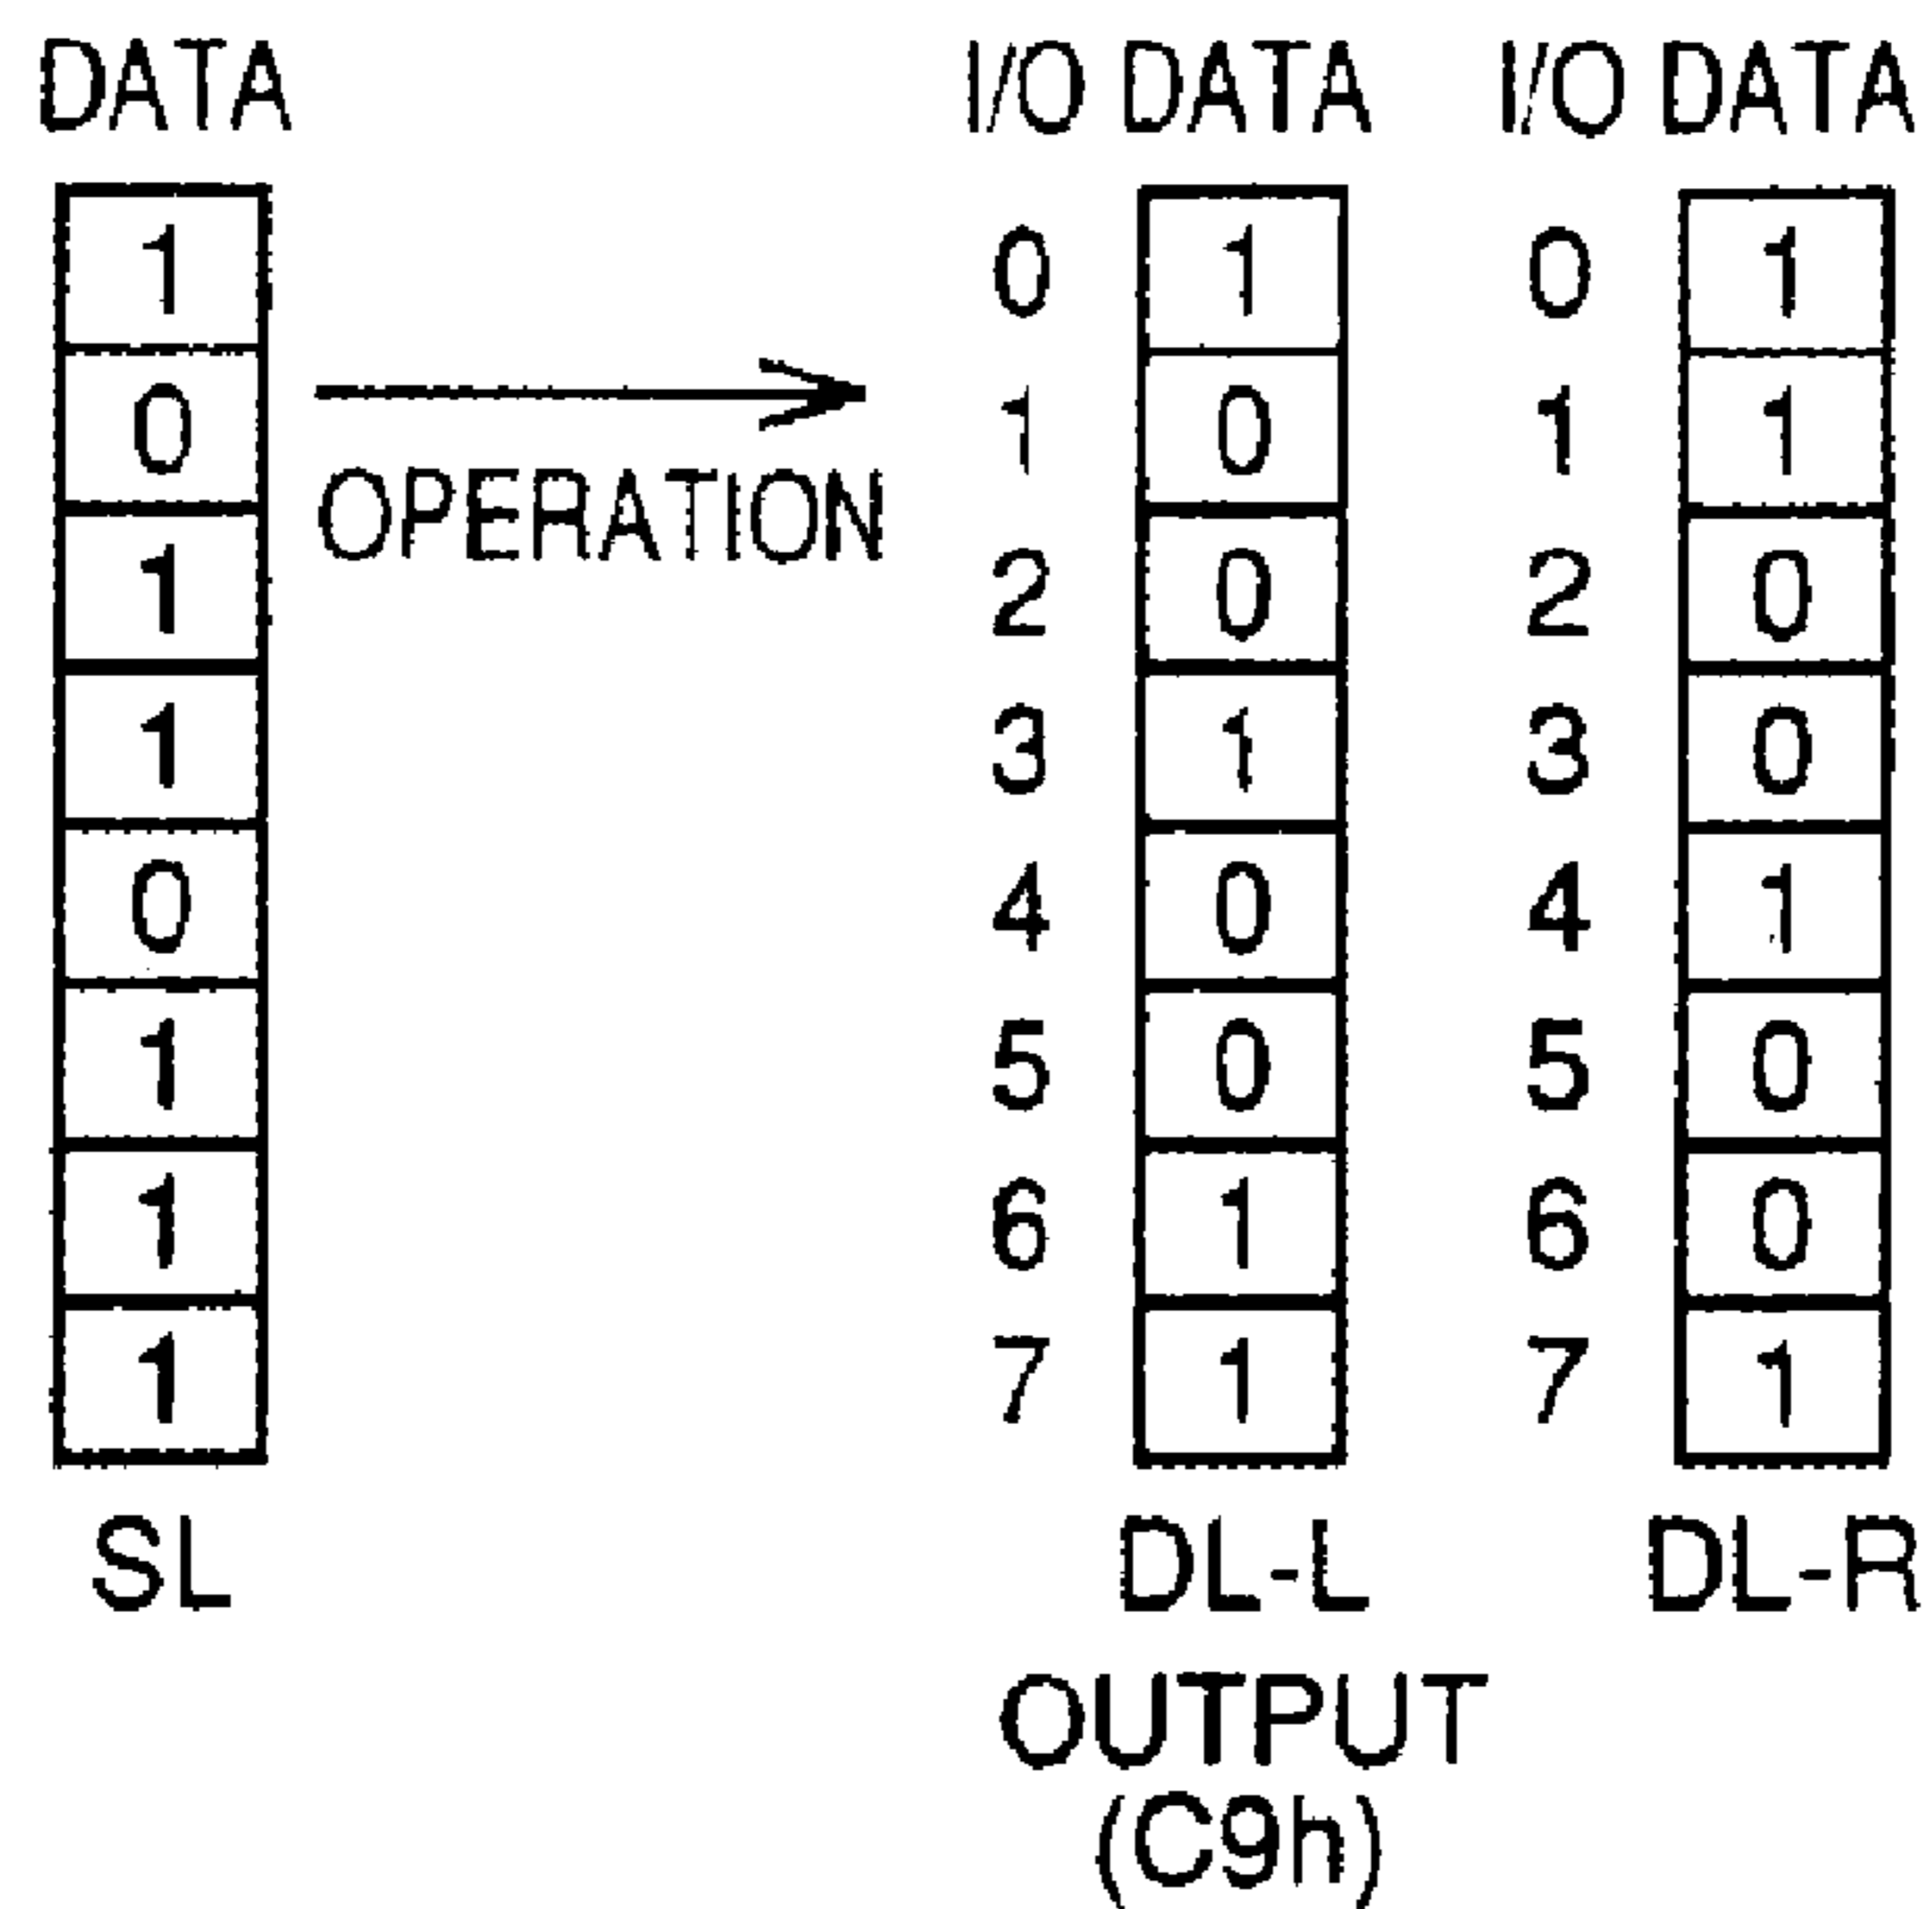 DATA I/O DATA I/O DATA
1 0 1 0 1
0 1 0 1 1
OPERATION
1 2 0 2 0
1 3 1 3 0
0 4 0 4 1
1 5 0 5 0
1 6 1 6 0
1 7 1 7 1
SL DL-L DL-R
OUTPUT
(C9h)